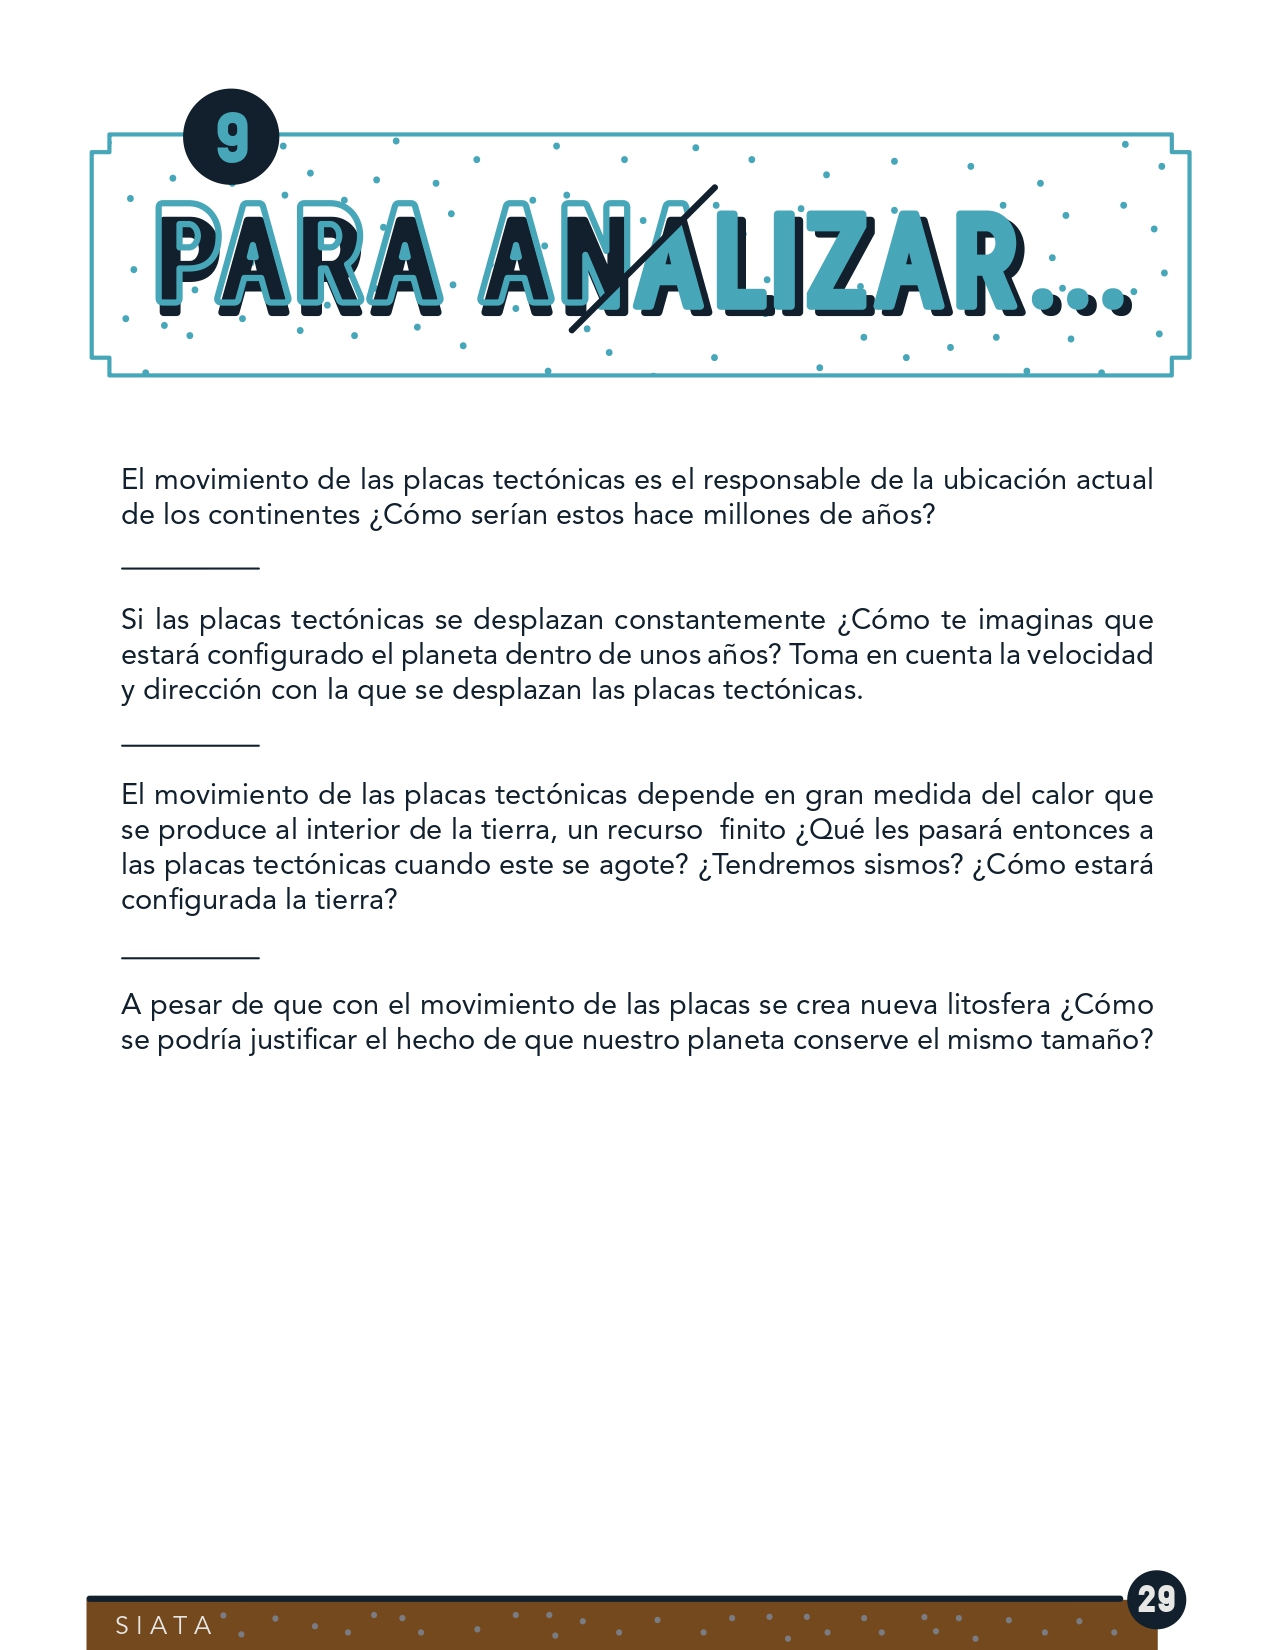 9
PARA ANALIZAR...
El movimiento de las placas tectónicas es el responsable de la ubicación actual
de los continentes ¿Cómo serían estos hace millones de años?
Si las placas tectónicas se desplazan constantemente ¿Cómo te imaginas que
estará configurado el planeta dentro de unos años? Toma en cuenta la velocidad
y dirección con la que se desplazan las placas tectónicas.
El movimiento de las placas tectónicas depende en gran medida del calor que
se produce al interior de la tierra, un recurso  finito ¿Qué les pasará entonces a
las placas tectónicas cuando este se agote? ¿Tendremos sismos? ¿Cómo estará
configurada la tierra?
A pesar de que con el movimiento de las placas se crea nueva litosfera ¿Cómo
se podría justificar el hecho de que nuestro planeta conserve el mismo tamaño?
SIATA
29